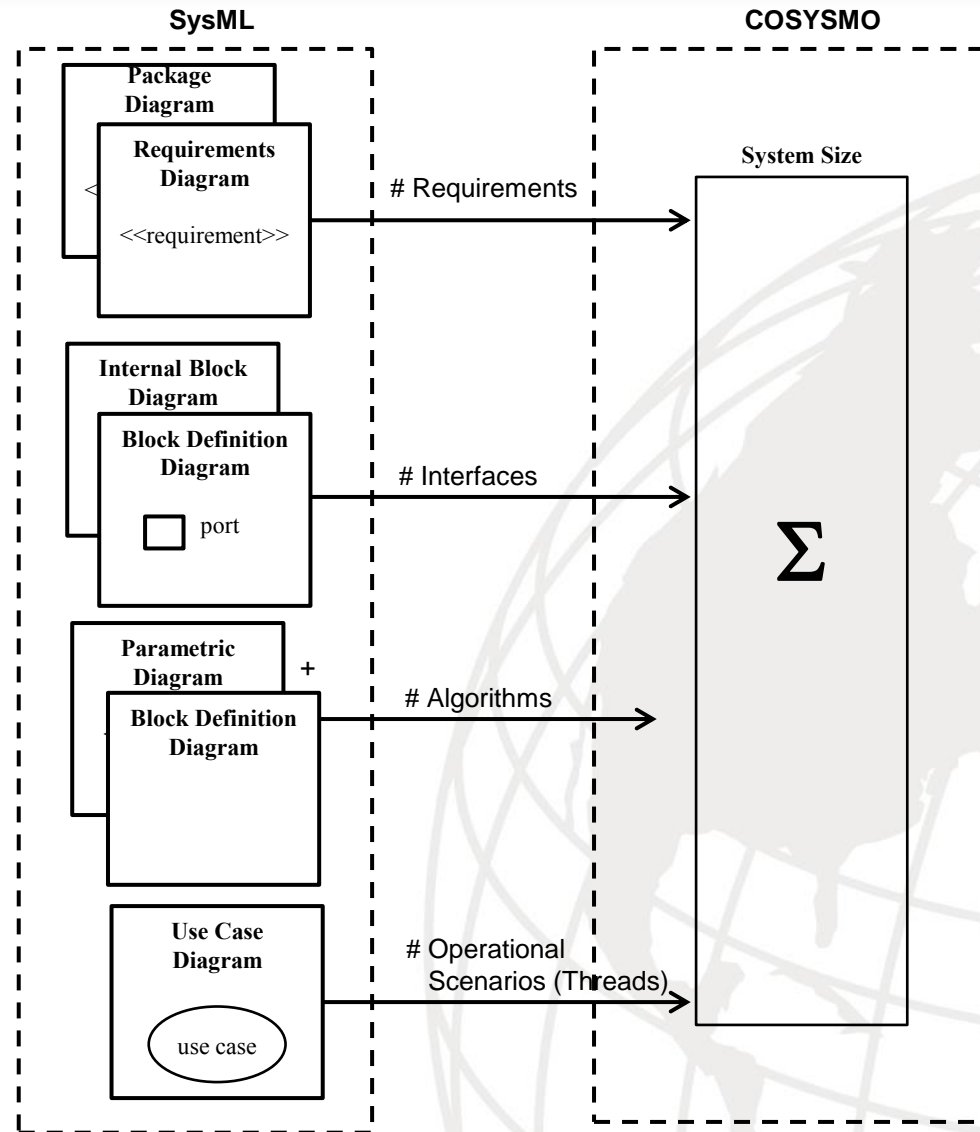 SysML
COSYSMO
Package
Diagram
<
Requirements
Diagram
<<requirement>>
# Requirements
System Size
Internal Block
Diagram
Block Definition
Diagram
port
# Interfaces
Σ
Parametric
Diagram
+
Block Definition
Diagram
# Algorithms
Use Case
Diagram
use case
# Operational
Scenarios (Threads)